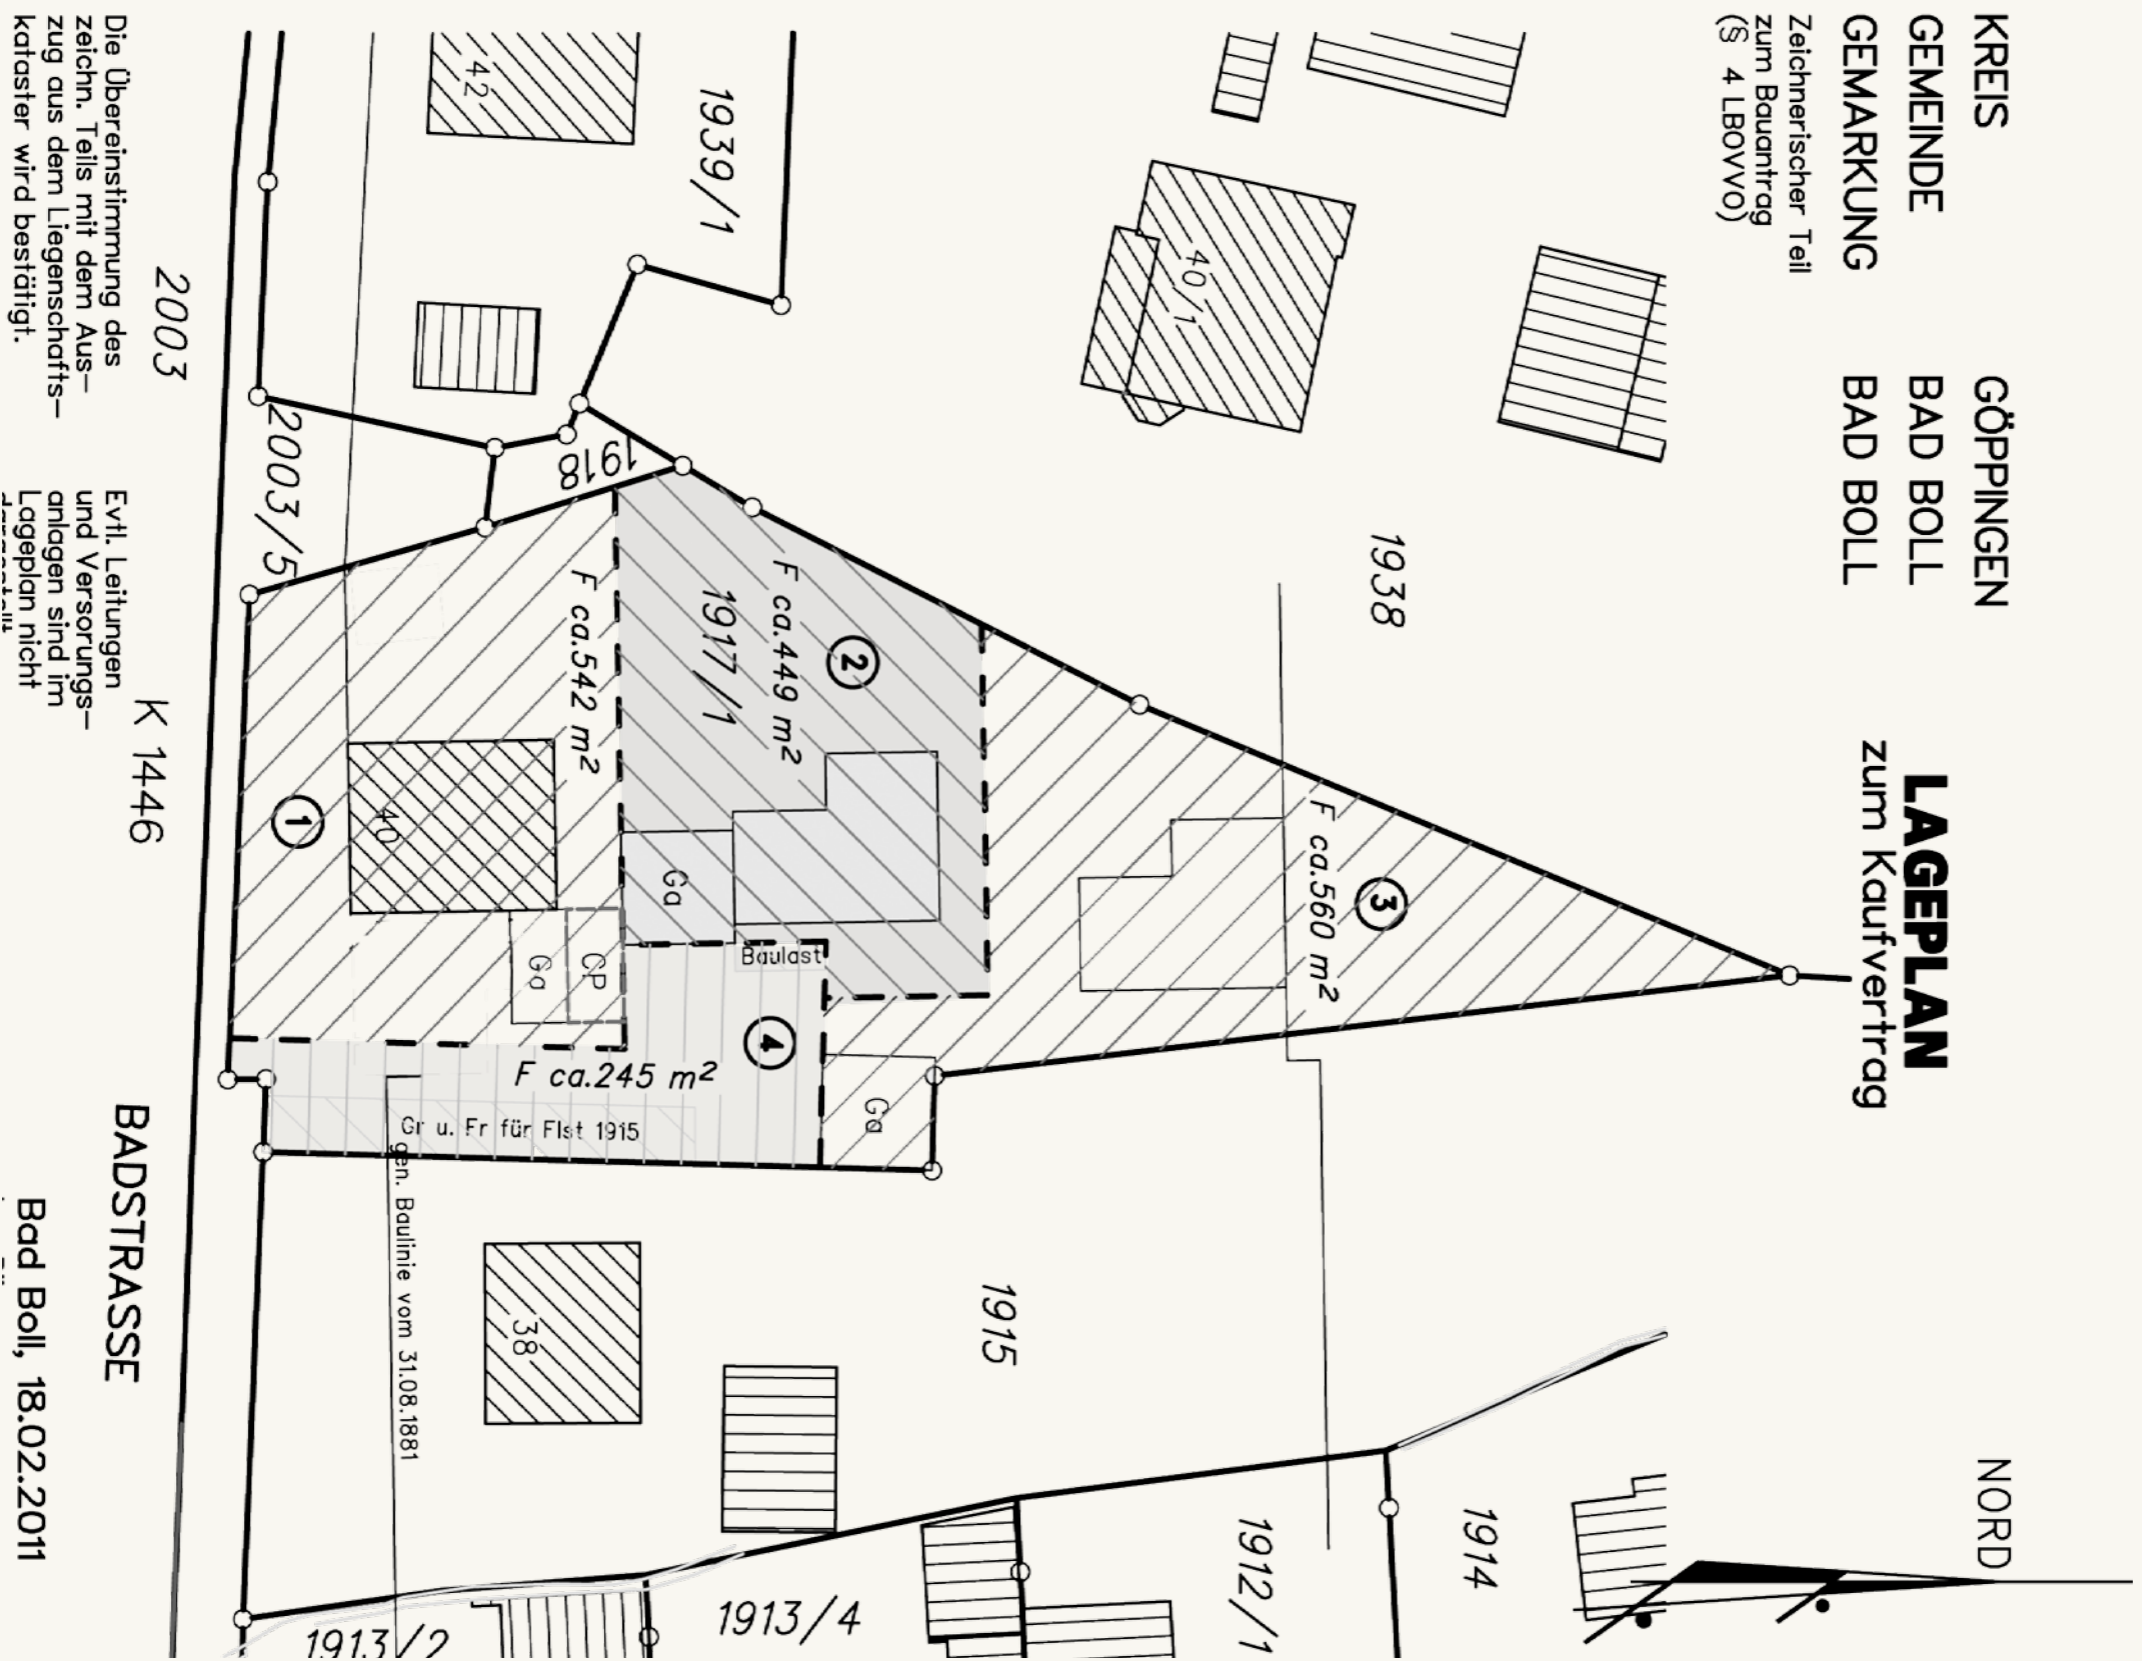 KREIS GÖPPINGEN
GEMEINDE BAD BOLL
GEMARKUNG BAD BOLL
Zeichnerischer Teil
zum Bauantrag
(§ 4 LBOVVO)
LAGEPLAN
zum Kaufvertrag
NORD
1938
1939/1
42
40/1
1918
2003
2003/5
K 1446
BADSTRASSE
1917/1
2
F ca.449 m²
F ca.542 m²
1
40
3
F ca.560 m²
Ga
Ga
CP
Baulast
4
F ca.245 m²
Ga
Gr u. Fr für Flst 1915
gen. Baulinie vom 31.08.1881
38
1915
1914
1912/1
1913/4
1913/2
Die Übereinstimmung des
zeichn. Teils mit dem Aus–
zug aus dem Liegenschafts–
kataster wird bestätigt.
Evtl. Leitungen
und Versorungs–
anlagen sind im
Lageplan nicht
Bad Boll, 18.02.2011